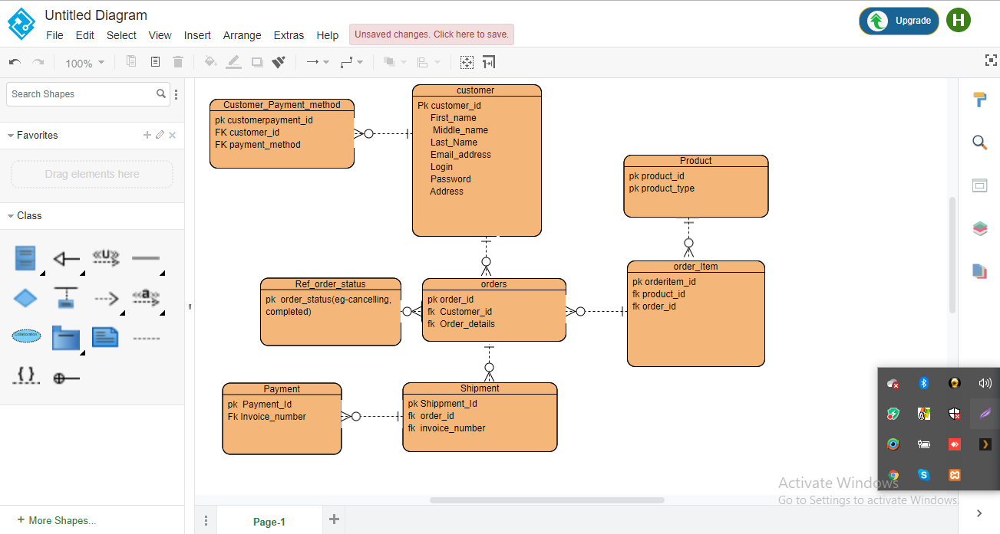 Untitled Diagram
File Edit Select View Insert Arrange Extras Help
Unsaved changes. Click here to save.
Upgrade
H
100%
Search Shapes
Favorites
Drag elements here
Class
«U»
«a»
Collaboration
{ }
+ More Shapes...
Customer_Payment_method
pk customerpayment_id
FK customer_id
FK payment_method
customer
Pk customer_id
First_name
Middle_name
Last_Name
Email_address
Login
Password
Address
Product
pk product_id
pk product_type
Ref_order_status
pk order_status(eg-cancelling,
completed)
orders
pk order_id
fk Customer_id
fk Order_details
order_Item
pk orderitem_id
fk product_id
fk order_id
Payment
pk Payment_Id
Fk Invoice_number
Shipment
pk Shippment_Id
fk order_id
fk invoice_number
Activate Windows
Go to Settings to activate Windows.
Page-1